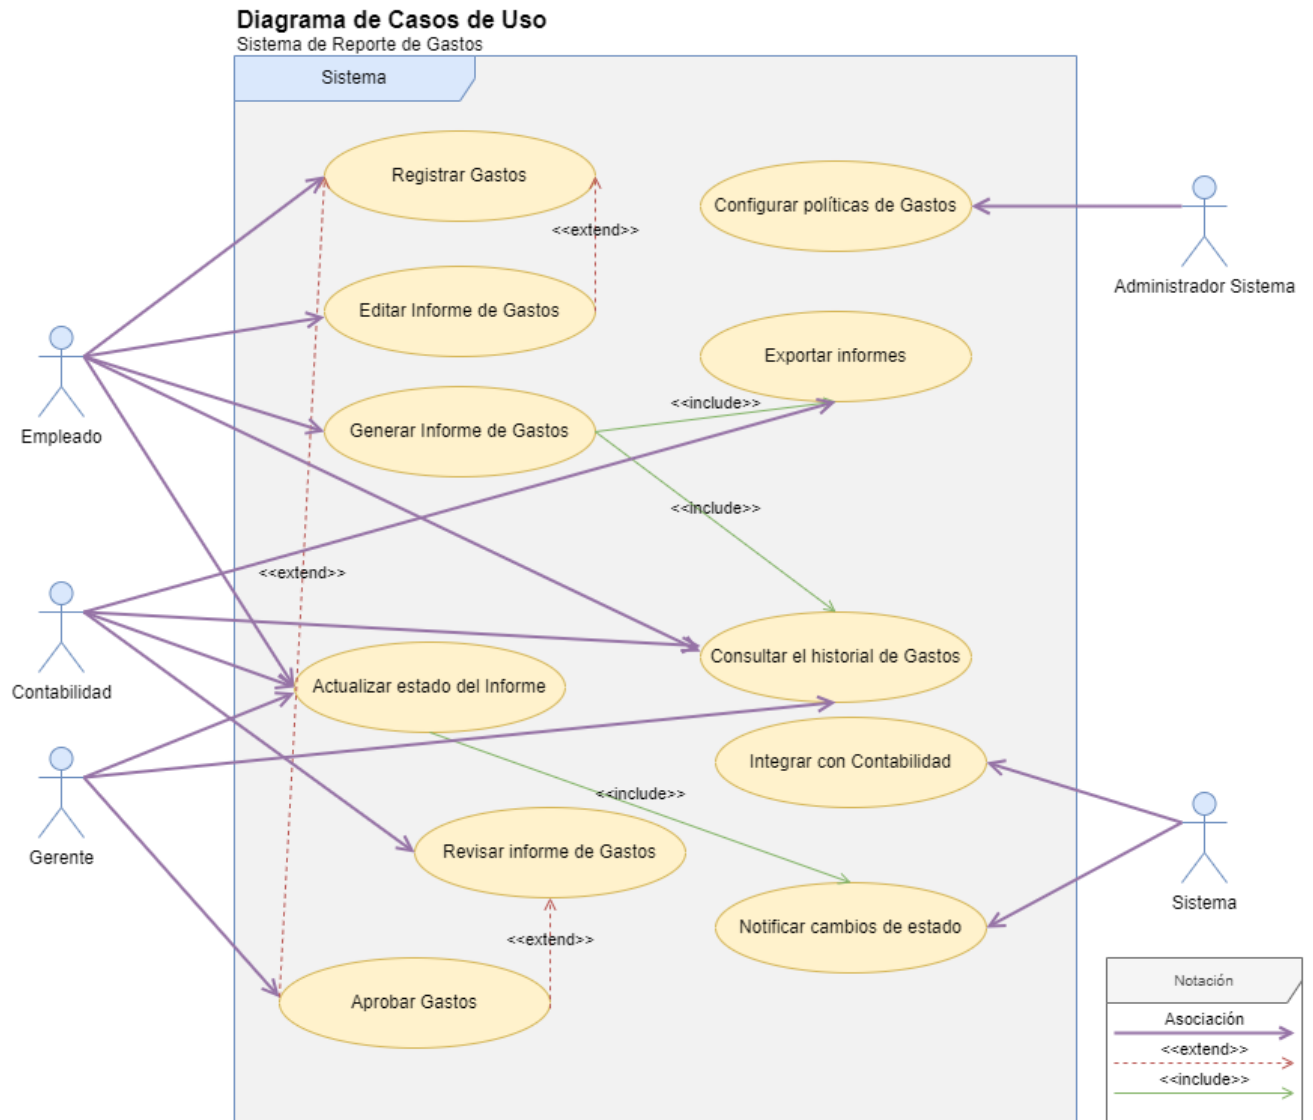 Diagrama de Casos de Uso
Sistema de Reporte de Gastos
Sistema
Registrar Gastos
Configurar políticas de Gastos
<<extend>>
Administrador Sistema
Editar Informe de Gastos
Exportar informes
<<include>>
Empleado
Generar Informe de Gastos
<<include>>
<<extend>>
Consultar el historial de Gastos
Contabilidad
Actualizar estado del Informe
Integrar con Contabilidad
<<include>>
Gerente
Revisar informe de Gastos
Sistema
Notificar cambios de estado
<<extend>>
Aprobar Gastos
Notación
Asociación
<<extend>>
<<include>>